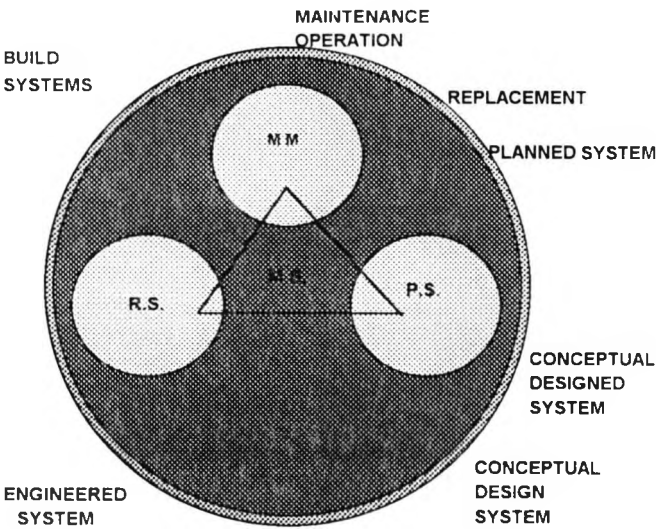 MAINTENANCE
OPERATION
BUILD
SYSTEMS
REPLACEMENT
M M
PLANNED SYSTEM
R.S.
P.S.
CONCEPTUAL
DESIGNED
SYSTEM
CONCEPTUAL
DESIGN
SYSTEM
ENGINEERED
SYSTEM